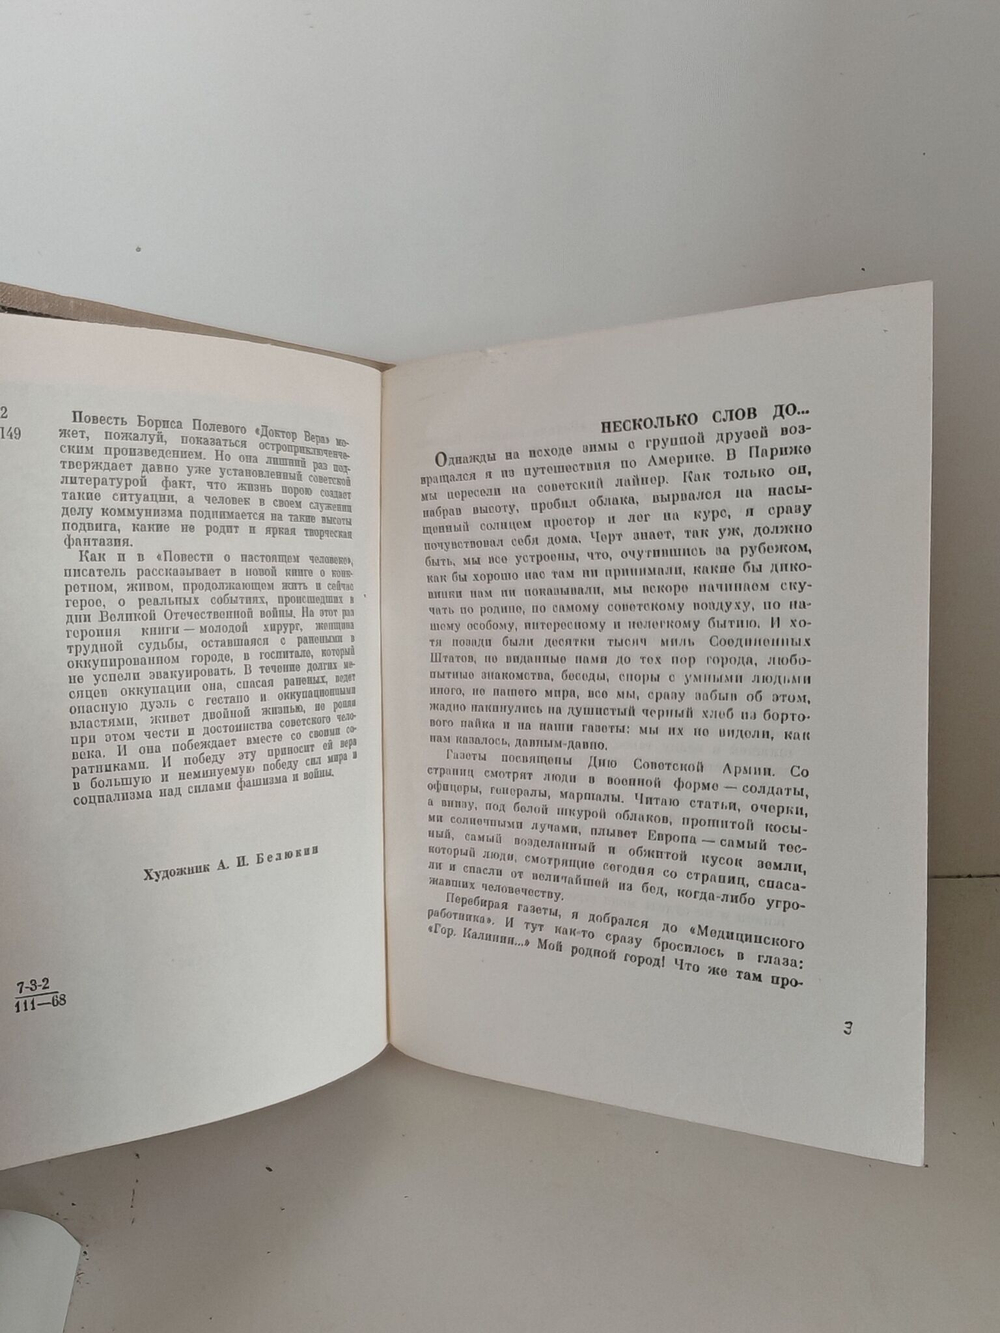 2
149
Повесть Бориса Полевого «Доктор Вера» мо-
жет, пожалуй, показаться остроприключенче-
ским произведением. Но она лишний раз под-
тверждает давно уже установленный советской
литературой факт, что жизнь порою создает
такие ситуации, а человек в своем служении
делу коммунизма поднимается на такие высоты
подвига, какие не родит и яркая творческая
фантазия.
Как и в «Повести о настоящем человеке»,
писатель рассказывает в новой книге о конк-
ретном, живом, продолжающем жить и сейчас
герое, о реальных событиях, происшедших в
дни Великой Отечественной войны. На этот раз
героиня книги — молодой хирург, женщина
трудной судьбы, оставшаяся с ранеными в
оккупированном городе, в госпитале, который
не успели эвакуировать. В течение долгих ме-
сяцев оккупации она, спасая раненых, ведет
опасную дуэль с гестапо и оккупационными
властями, живет двойной жизнью, не роняя
при этом чести и достоинства советского чело-
века. И она побеждает вместе со своими со-
ратниками. И победу эту приносит ей вера
в большую и неминуемую победу сил мира и
социализма над силами фашизма и войны.
Художник А. И. Белюкин
7-3-2
111—68
НЕСКОЛЬКО СЛОВ ДО...
Однажды на исходе зимы с группой друзей воз-
вращался я из путешествия по Америке. В Париже
мы пересели на советский лайнер. Как только он,
набрав высоту, пробил облака, вырвался на насы-
щенный солнцем простор и лег на курс, я сразу
почувствовал себя дома. Черт знает, так уж, должно
быть, мы все устроены, что, очутившись за рубежом,
как бы хорошо нас там ни принимали, какие бы дико-
винки нам ни показывали, мы вскоре начинаем ску-
чать по родине, по самому советскому воздуху, по на-
шему особому, интересному и нелегкому бытию. И хо-
тя позади были десятки тысяч миль Соединенных
Штатов, не виданные нами до тех пор города, любо-
пытные знакомства, беседы, споры с умными людьми
иного, не нашего мира, все мы, сразу забыв об этом,
жадно накинулись на душистый черный хлеб из борто-
вого пайка и на наши газеты: мы их не видели, как
нам казалось, давным-давно.
Газеты посвящены Дню Советской Армии. Со
страниц смотрят люди в военной форме — солдаты,
офицеры, генералы, маршалы. Читаю статьи, очерки,
а внизу, под белой шкурой облаков, прошитой косы-
ми солнечными лучами, плывет Европа — самый тес-
ный, самый возделанный и обжитой кусок земли,
который люди, смотрящие сегодня со страниц, спаса-
ли и спасли от величайшей из бед, когда-либо угро-
жавших человечеству.
Перебирая газеты, я добрался до «Медицинского
работника». И тут как-то сразу бросилось в глаза:
«Гор. Калинин...» Мой родной город! Что же там про-
3